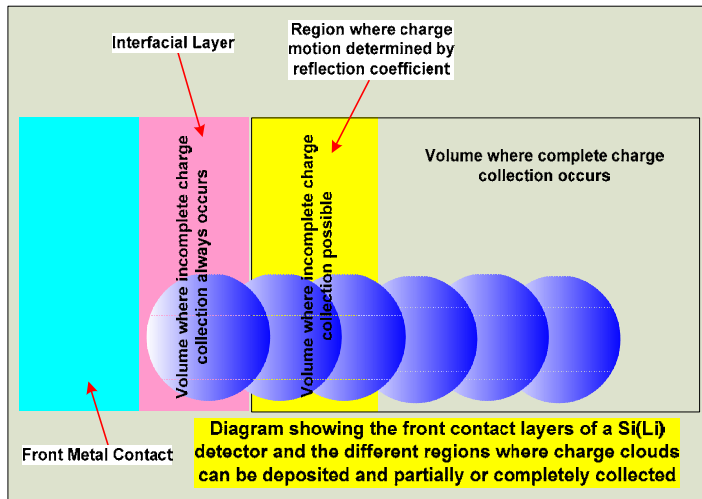 Interfacial Layer
Region where charge
motion determined by
reflection coefficient
Volume where incomplete charge
collection always occurs
Volume where incomplete charge
collection possible
Volume where complete charge
collection occurs
Front Metal Contact
Diagram showing the front contact layers of a Si(Li)
detector and the different regions where charge clouds
can be deposited and partially or completely collected